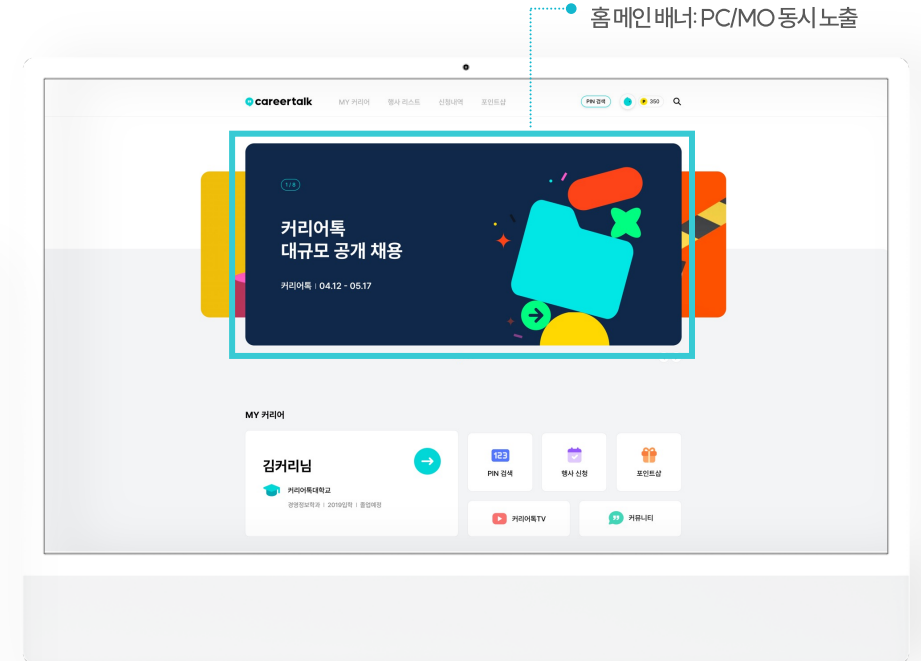 홈 메인 배너: PC/MO 동시 노출
careertalk MY 커리어 행사 리스트 신청내역 포인트샵 PIN 검색 P 350
1 / 8
커리어톡
대규모 공개 채용
커리어톡 | 04.12 - 05.17
MY 커리어
김커리님
커리어톡대학교
경영정보학과 | 2019입학 | 졸업예정
123
PIN 검색
행사 신청
포인트샵
커리어톡TV
커뮤니티